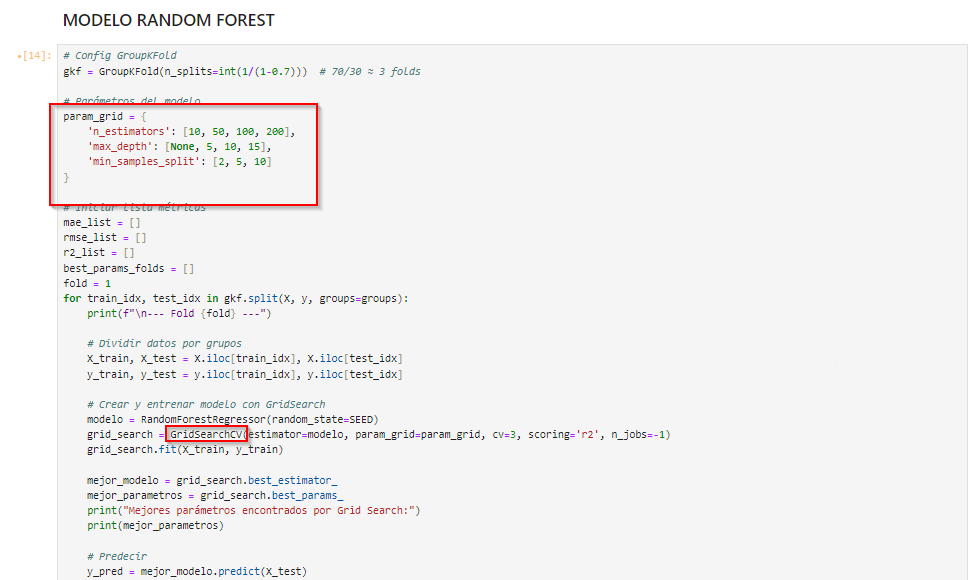 MODELO RANDOM FOREST
[14]:
# Config GroupKFold
gkf = GroupKFold(n_splits=int(1/(1-0.7)))  # 70/30 ≈ 3 folds
# Parámetros del modelo
param_grid = {
    'n_estimators': [10, 50, 100, 200],
    'max_depth': [None, 5, 10, 15],
    'min_samples_split': [2, 5, 10]
}
# Iniciar lista métricas
mae_list = []
rmse_list = []
r2_list = []
best_params_folds = []
fold = 1
for train_idx, test_idx in gkf.split(X, y, groups=groups):
    print(f"\n--- Fold {fold} ---")
    # Dividir datos por grupos
    X_train, X_test = X.iloc[train_idx], X.iloc[test_idx]
    y_train, y_test = y.iloc[train_idx], y.iloc[test_idx]
    # Crear y entrenar modelo con GridSearch
    modelo = RandomForestRegressor(random_state=SEED)
    grid_search = GridSearchCV(estimator=modelo, param_grid=param_grid, cv=3, scoring='r2', n_jobs=-1)
    grid_search.fit(X_train, y_train)
    mejor_modelo = grid_search.best_estimator_
    mejor_parametros = grid_search.best_params_
    print("Mejores parámetros encontrados por Grid Search:")
    print(mejor_parametros)
    # Predecir
    y_pred = mejor_modelo.predict(X_test)